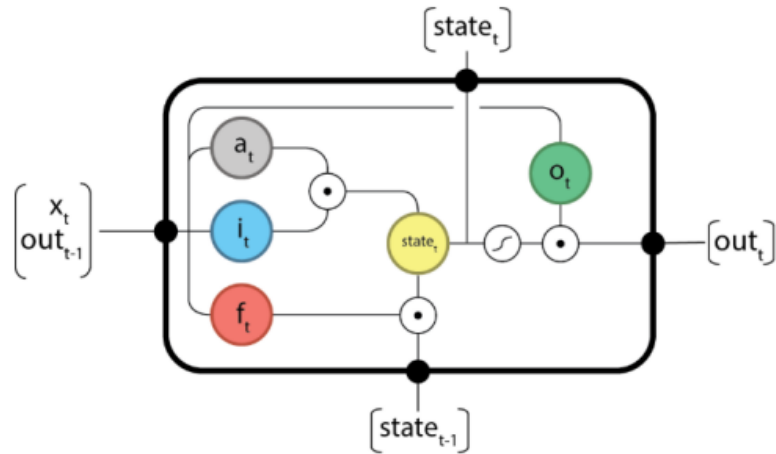 [state_t]
a_t
o_t
x_t
out_t-1
i_t
state_t
[out_t]
f_t
[state_t-1]